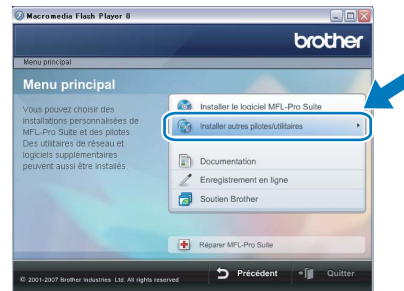 Macromedia Flash Player 8
brother
Menu principal
Menu principal
Vous pouvez choisir des
installations personnalisées de
MFL-Pro Suite et des pilotes.
Des utilitaires de réseau et
logiciels supplémentaires
peuvent aussi être installés.
Installer le logiciel MFL-Pro Suite
Installer autres pilotes/utilitaires
Documentation
Enregistrement en ligne
Soutien Brother
Réparer MFL-Pro Suite
© 2001-2007 Brother Industries Ltd. All rights reserved
Précédent
Quitter